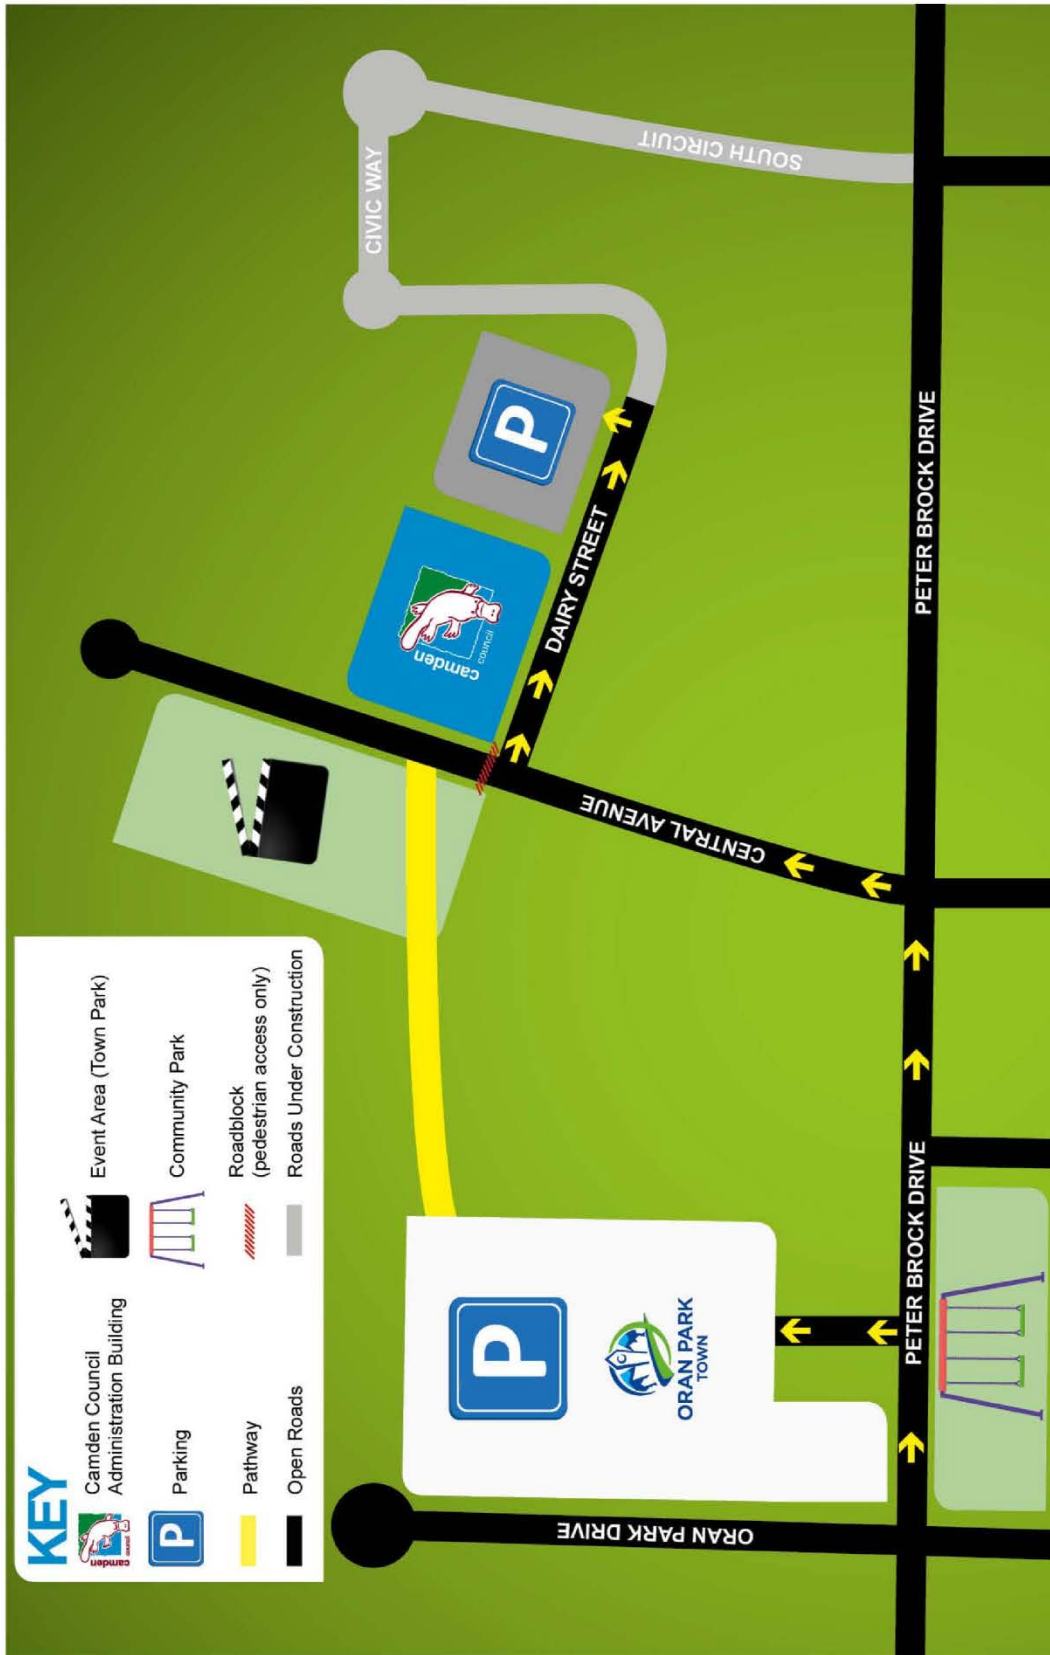 KEY
camden
council
Camden Council
Administration Building
Event Area (Town Park)
P
Parking
Community Park
Pathway
Roadblock
(pedestrian access only)
Open Roads
Roads Under Construction
P
ORAN PARK
TOWN
ORAN PARK DRIVE
PETER BROCK DRIVE
PETER BROCK DRIVE
CENTRAL AVENUE
camden
council
DAIRY STREET
P
CIVIC WAY
SOUTH CIRCUIT